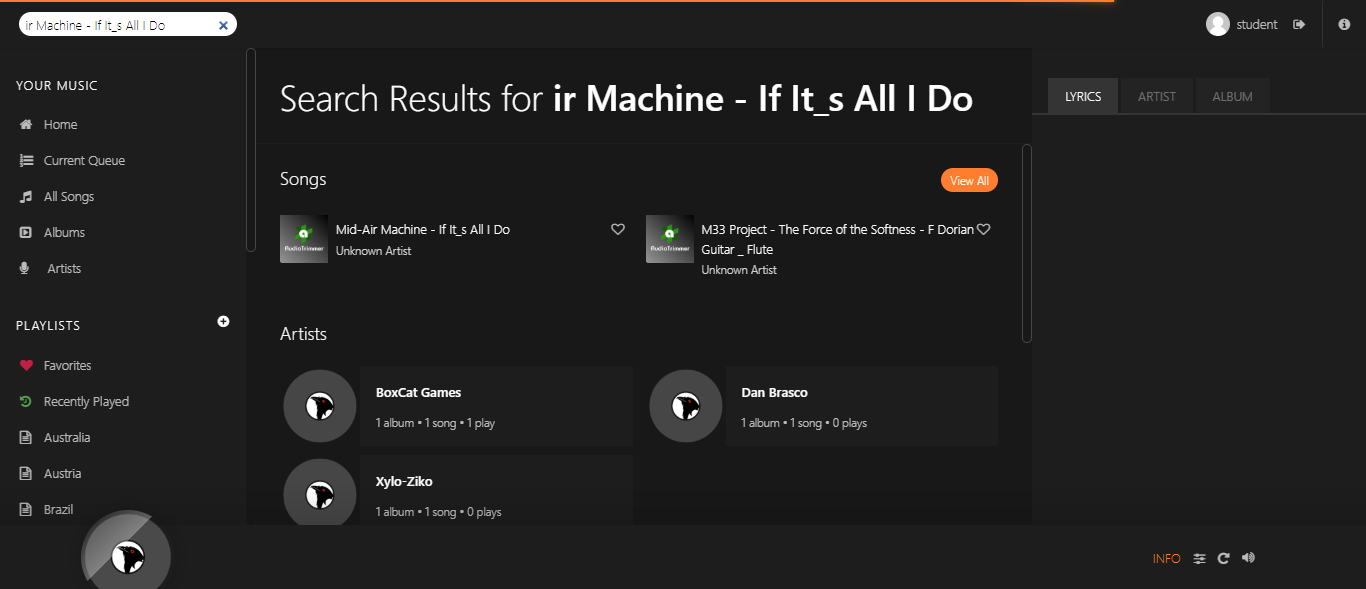 ir Machine - If It_s All I Do
student
YOUR MUSIC
Home
Current Queue
All Songs
Albums
Artists
PLAYLISTS
Favorites
Recently Played
Australia
Austria
Brazil
Search Results for ir Machine - If It_s All I Do
Songs
View All
AudioTrimmer
Mid-Air Machine - If It_s All I Do
Unknown Artist
AudioTrimmer
M33 Project - The Force of the Softness - F Dorian
Guitar _ Flute
Unknown Artist
Artists
BoxCat Games
1 album • 1 song • 1 play
Dan Brasco
1 album • 1 song • 0 plays
Xylo-Ziko
1 album • 1 song • 0 plays
LYRICS
ARTIST
ALBUM
INFO